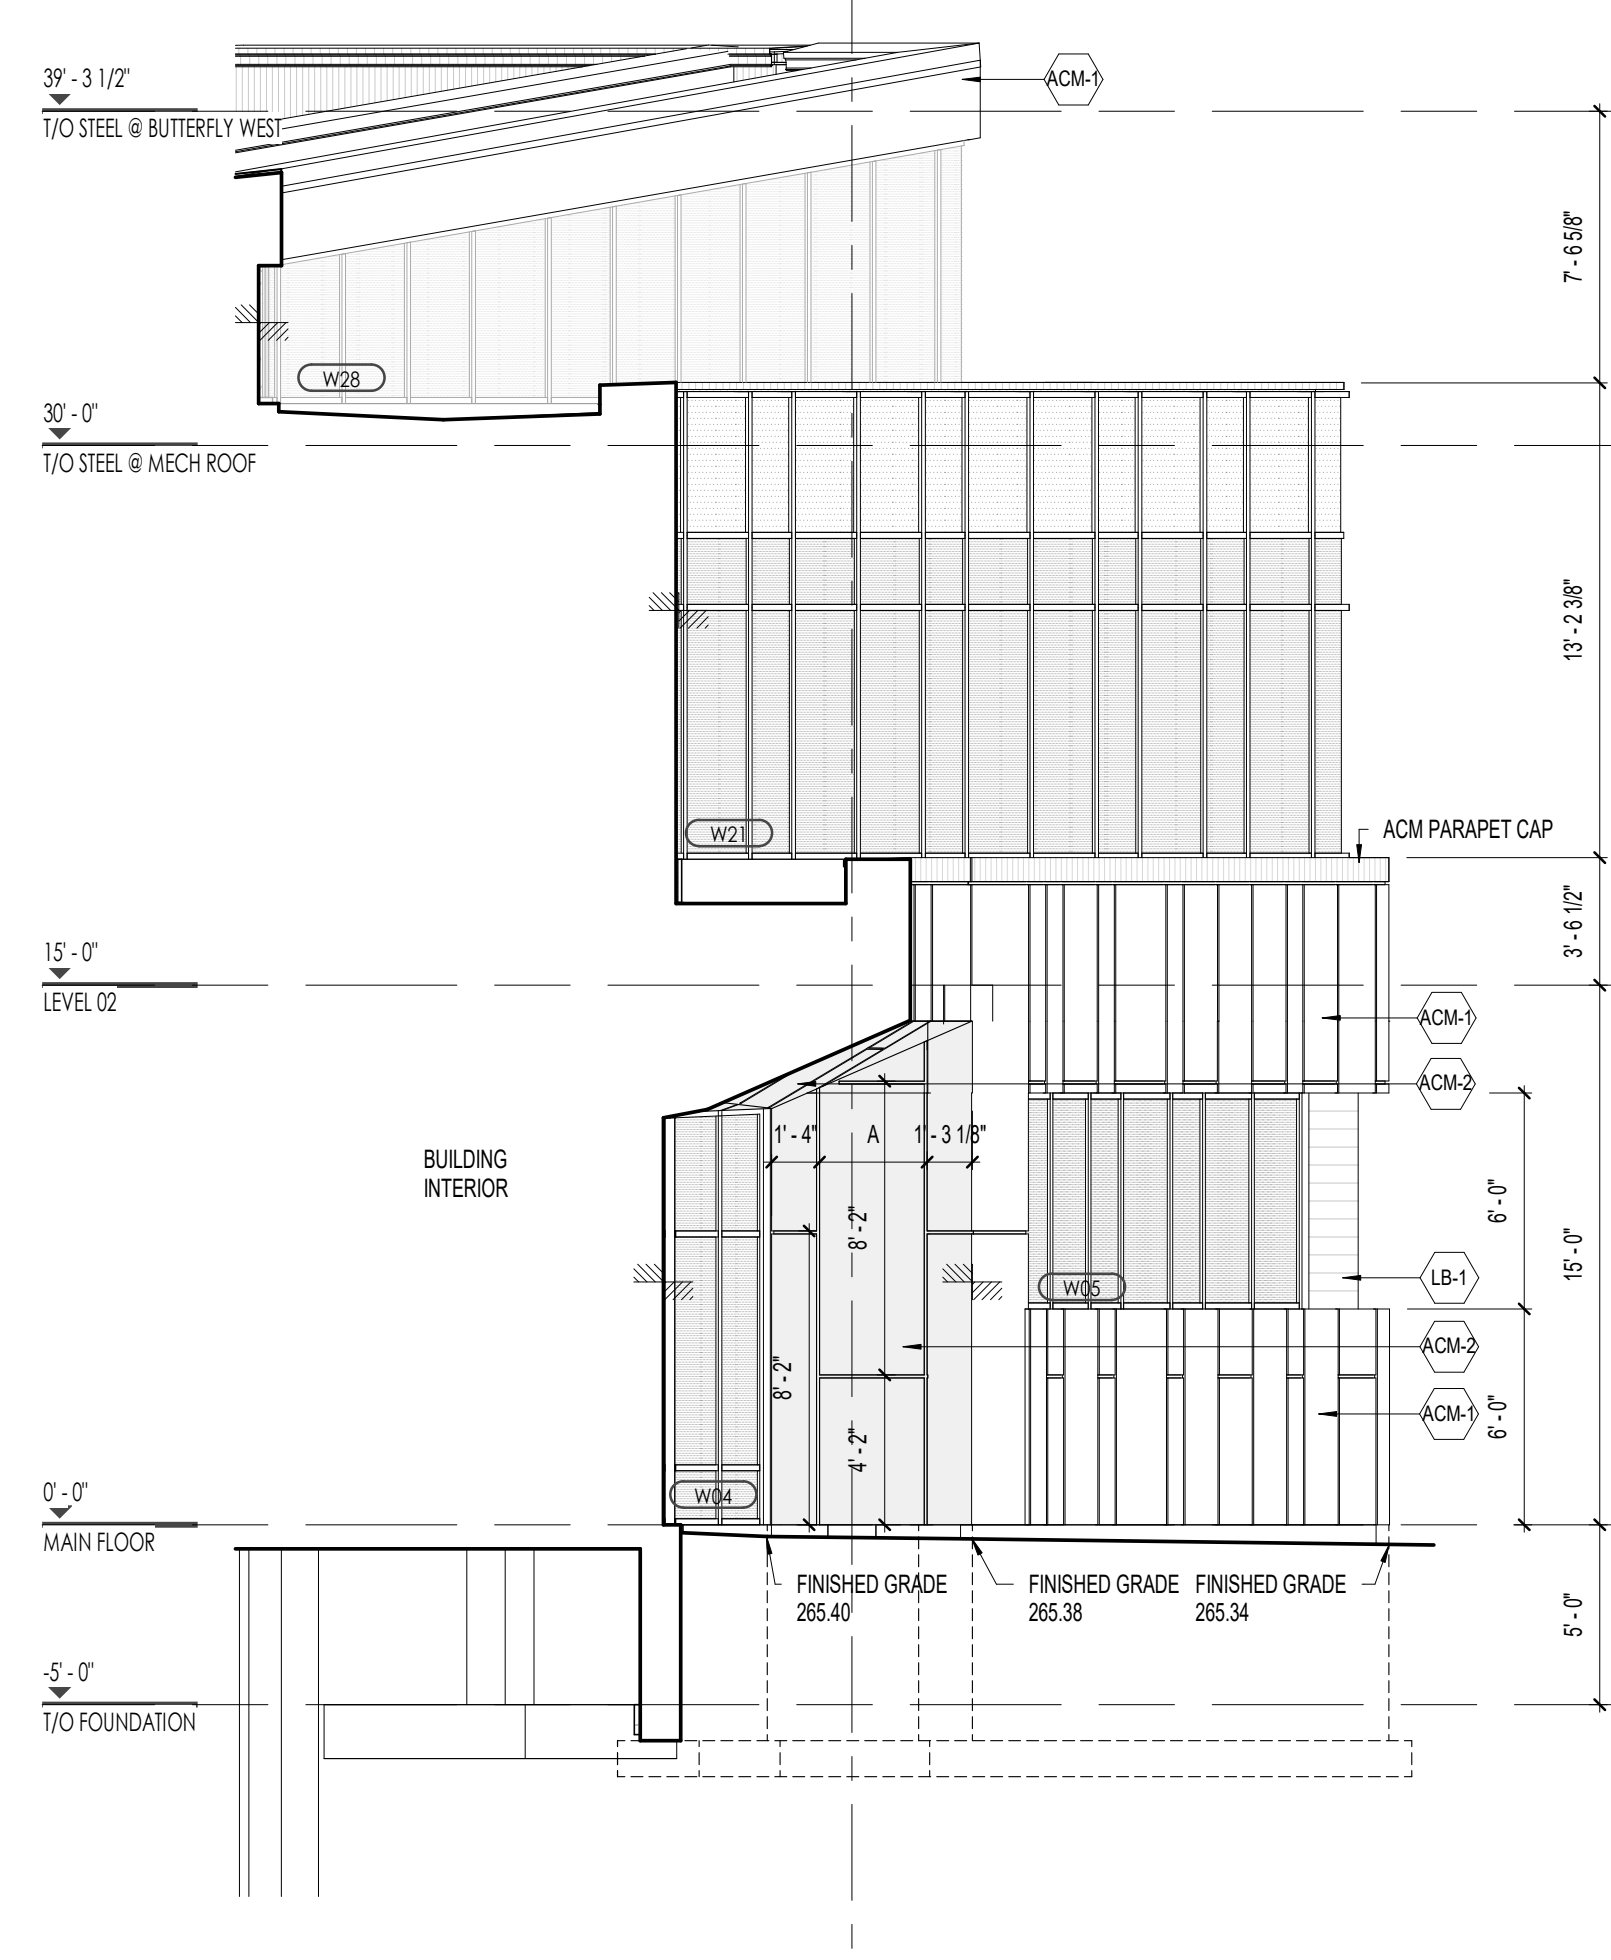 39' - 3 1/2"
T/O STEEL @ BUTTERFLY WEST
ACM-1
7' - 6 5/8"
W28
30' - 0"
T/O STEEL @ MECH ROOF
13' - 2 3/8"
W21
ACM PARAPET CAP
3' - 6 1/2"
15' - 0"
LEVEL 02
ACM-1
ACM-2
1' - 4"
A
1' - 3 1/8"
BUILDING
INTERIOR
6' - 0"
8' - 2"
15' - 0"
LB-1
W05
ACM-2
8' - 2"
ACM-1
6' - 0"
4' - 2"
W04
0' - 0"
MAIN FLOOR
FINISHED GRADE
265.40
FINISHED GRADE
265.38
FINISHED GRADE
265.34
5' - 0"
-5' - 0"
T/O FOUNDATION